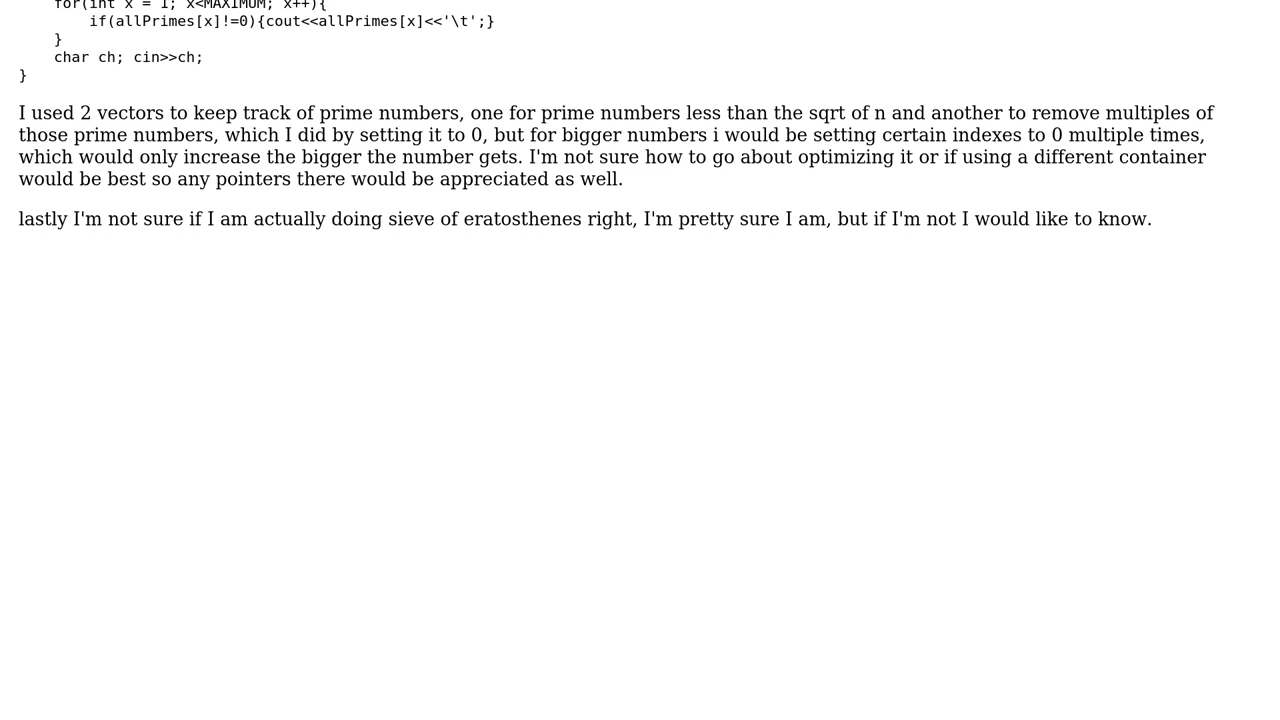 for(int x = 1; x<MAXIMUM; x++){
if(allPrimes[x]!=0){cout<<allPrimes[x]<<'\t';}
}
char ch; cin>>ch;
}
I used 2 vectors to keep track of prime numbers, one for prime numbers less than the sqrt of n and another to remove multiples of
those prime numbers, which I did by setting it to 0, but for bigger numbers i would be setting certain indexes to 0 multiple times,
which would only increase the bigger the number gets. I'm not sure how to go about optimizing it or if using a different container
would be best so any pointers there would be appreciated as well.
lastly I'm not sure if I am actually doing sieve of eratosthenes right, I'm pretty sure I am, but if I'm not I would like to know.